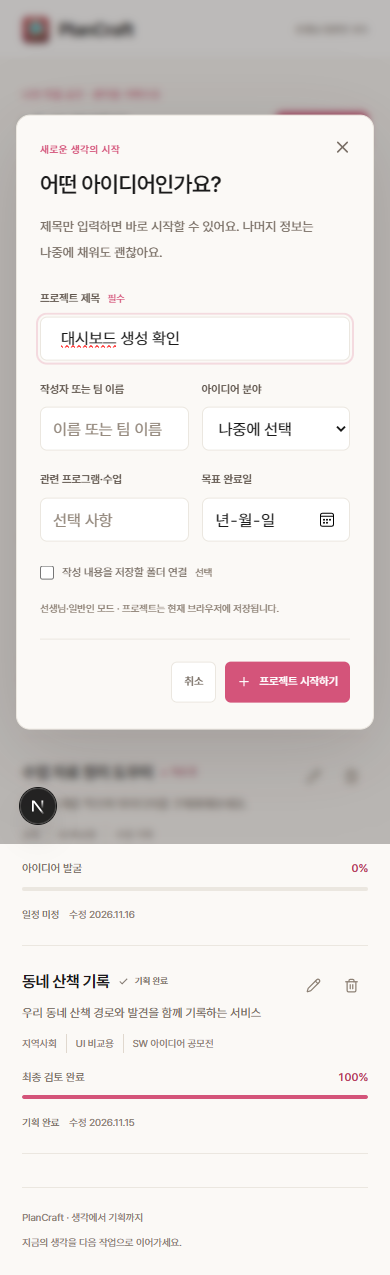 PlanCraft
새로운 생각의 시작
어떤 아이디어인가요?
제목만 입력하면 바로 시작할 수 있어요. 나머지 정보는
나중에 채워도 괜찮아요.
프로젝트 제목 필수
대시보드 생성 확인
작성자 또는 팀 이름 아이디어 분야
이름 또는 팀 이름 나중에 선택
관련 프로그램·수업 목표 완료일
선택 사항 년-월-일
작성 내용을 저장할 폴더 연결 선택
선생님·일반인 모드 · 프로젝트는 현재 브라우저에 저장됩니다.
취소 프로젝트 시작하기
N
아이디어 발굴 0%
일정 미정 수정 2026.11.16
동네 산책 기록 기획 완료
우리 동네 산책 경로와 발견을 함께 기록하는 서비스
지역사회 UI 비교용 SW 아이디어 공모전
최종 검토 완료 100%
기획 완료 수정 2026.11.15
PlanCraft · 생각에서 기획까지
지금의 생각을 다음 작업으로 이어가세요.